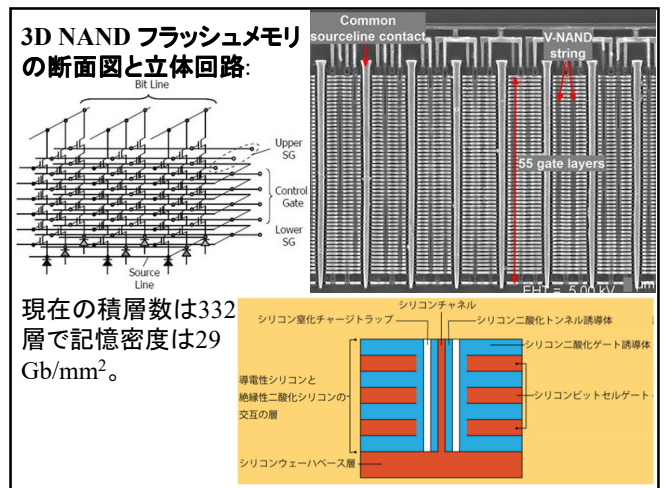 3D NAND フラッシュメモリ
の断面図と立体回路:
Bit Line
Upper
SG
Control
Gate
Lower
SG
Source
Line
Common
sourceline contact
V-NAND
string
55 gate layers
EHT = 5.00 kV
現在の積層数は332
層で記憶密度は29
Gb/mm²。
シリコンチャネル
シリコン窒化チャージトラップ
シリコン二酸化トンネル誘導体
シリコン二酸化ゲート誘導体
導電性シリコンと
絶縁性二酸化シリコンの
交互の層
シリコンビットセルゲート
シリコンウェーハベース層